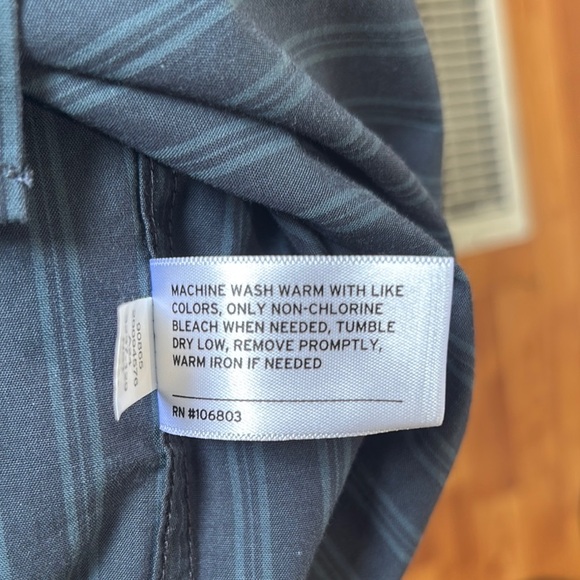 MACHINE WASH WARM WITH LIKE
COLORS, ONLY NON-CHLORINE
BLEACH WHEN NEEDED, TUMBLE
DRY LOW, REMOVE PROMPTLY,
WARM IRON IF NEEDED
RN #106803